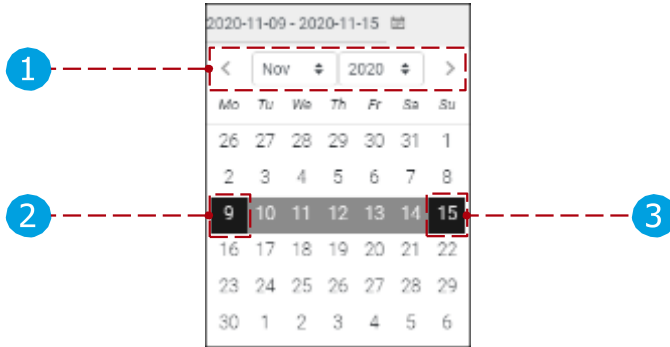 2020-11-09 - 2020-11-15
1
Nov 2020
Mo Tu We Th Fr Sa Su
26 27 28 29 30 31 1
2 3 4 5 6 7 8
2 9 10 11 12 13 14 15 3
16 17 18 19 20 21 22
23 24 25 26 27 28 29
30 1 2 3 4 5 6